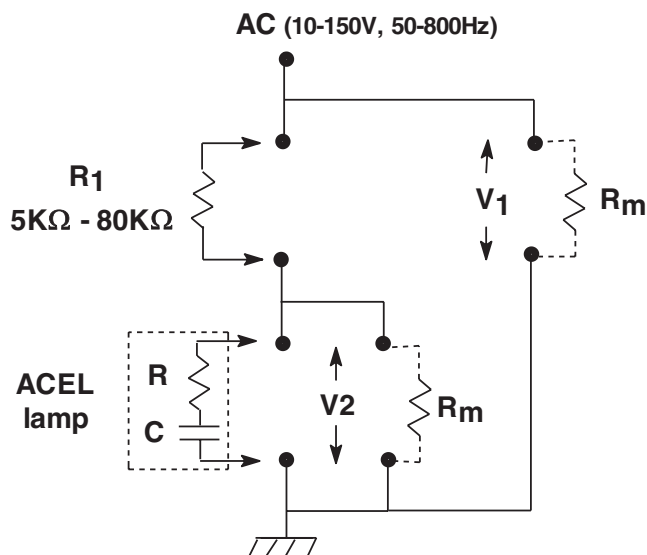 AC (10-150V, 50-800Hz)
R1
5KΩ - 80KΩ
V1
Rm
ACEL
lamp
R
C
V2
Rm